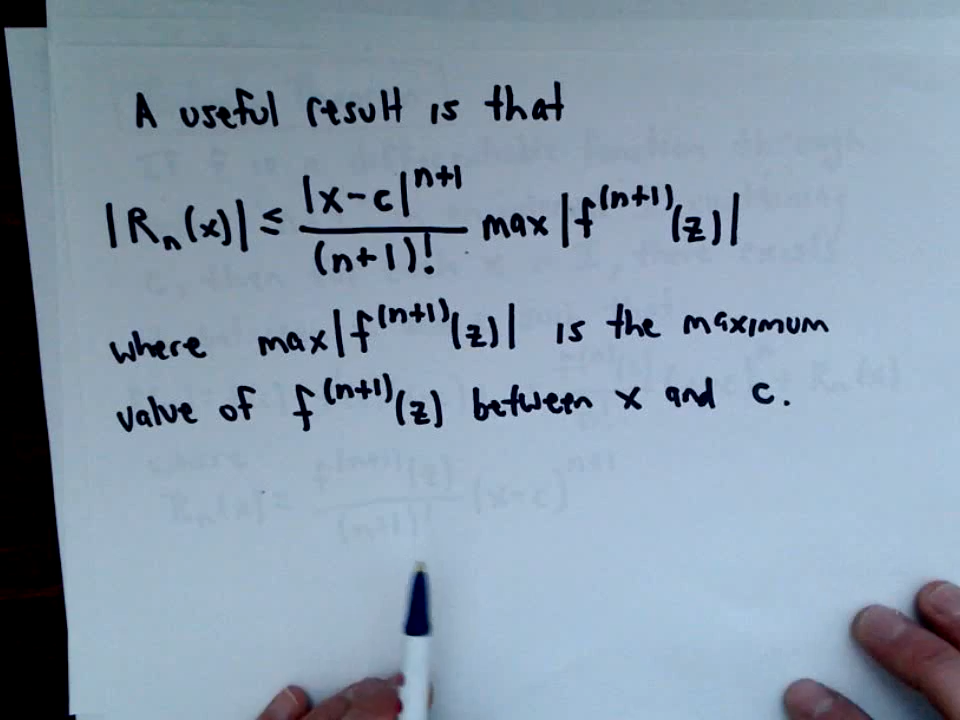 A useful result is that
|Rₙ(x)| ≤ |x-c|ⁿ⁺¹/(n+1)! max|f⁽ⁿ⁺¹⁾(z)|
where max|f⁽ⁿ⁺¹⁾(z)| is the maximum
value of f⁽ⁿ⁺¹⁾(z) between x and c.